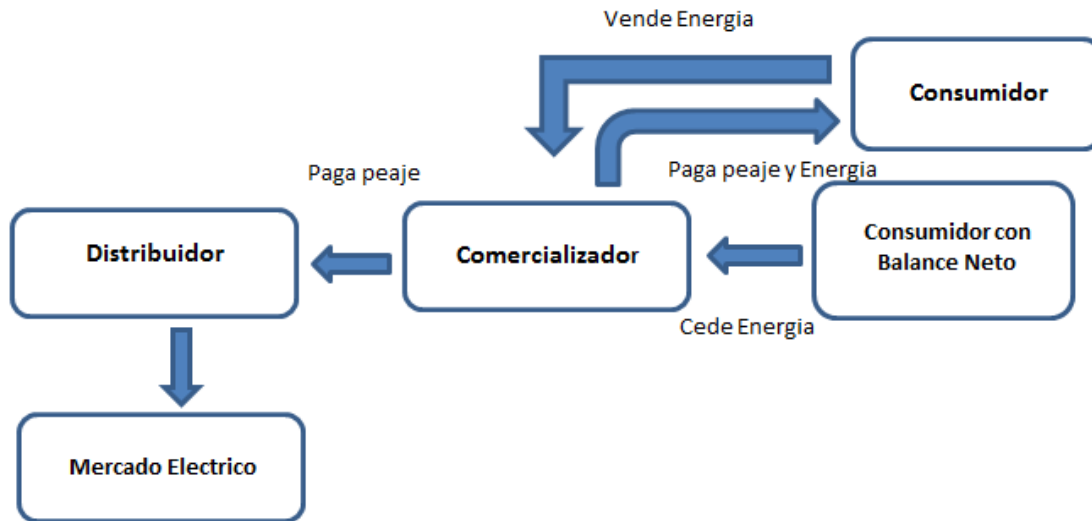 Vende Energia
Consumidor
Paga peaje
Paga peaje y Energia
Distribuidor
Comercializador
Consumidor con
Balance Neto
Cede Energia
Mercado Electrico